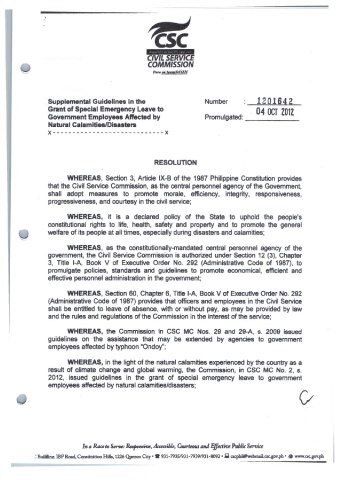 CSC
CIVIL SERVICE
COMMISSION
Supplemental Guidelines in the
Grant of Special Emergency Leave to
Government Employees Affected by
Natural Calamities/Disasters
x - - - - - - - - - - - - - - - - - - - - - - - - - - - x
Number : 1201642
Promulgated: 04 OCT 2012
RESOLUTION
WHEREAS, Section 3, Article IX-B of the 1987 Philippine Constitution provides
that the Civil Service Commission, as the central personnel agency of the Government,
shall adopt measures to promote morale, efficiency, integrity, responsiveness,
progressiveness, and courtesy in the civil service;
WHEREAS, it is a declared policy of the State to uphold the people's
constitutional rights to life, health, safety and property and to promote the general
welfare of its people at all times, especially during disasters and calamities;
WHEREAS, as the constitutionally-mandated central personnel agency of the
government, the Civil Service Commission is authorized under Section 12 (3), Chapter
3, Title I-A, Book V of Executive Order No. 292 (Administrative Code of 1987), to
promulgate policies, standards and guidelines to promote economical, efficient and
effective personnel administration in the government;
WHEREAS, Section 60, Chapter 6, Title I-A, Book V of Executive Order No. 292
(Administrative Code of 1987) provides that officers and employees in the Civil Service
shall be entitled to leave of absence, with or without pay, as may be provided by law
and the rules and regulations of the Commission in the interest of the service;
WHEREAS, the Commission in CSC MC Nos. 29 and 29-A, s. 2009 issued
guidelines on the assistance that may be extended by agencies to government
employees affected by typhoon "Ondoy";
WHEREAS, in the light of the natural calamities experienced by the country as a
result of climate change and global warming, the Commission, in CSC MC No. 2, s.
2012, issued guidelines in the grant of special emergency leave to government
employees affected by natural calamities/disasters;
In a Race to Serve: Responsive, Accessible, Courteous and Effective Public Service
Building, IBP Road, Constitution Hills, 1226 Quezon City • 931-7935/931-7939/931-8092 • cscphil@webmail.csc.gov.ph • www.csc.gov.ph